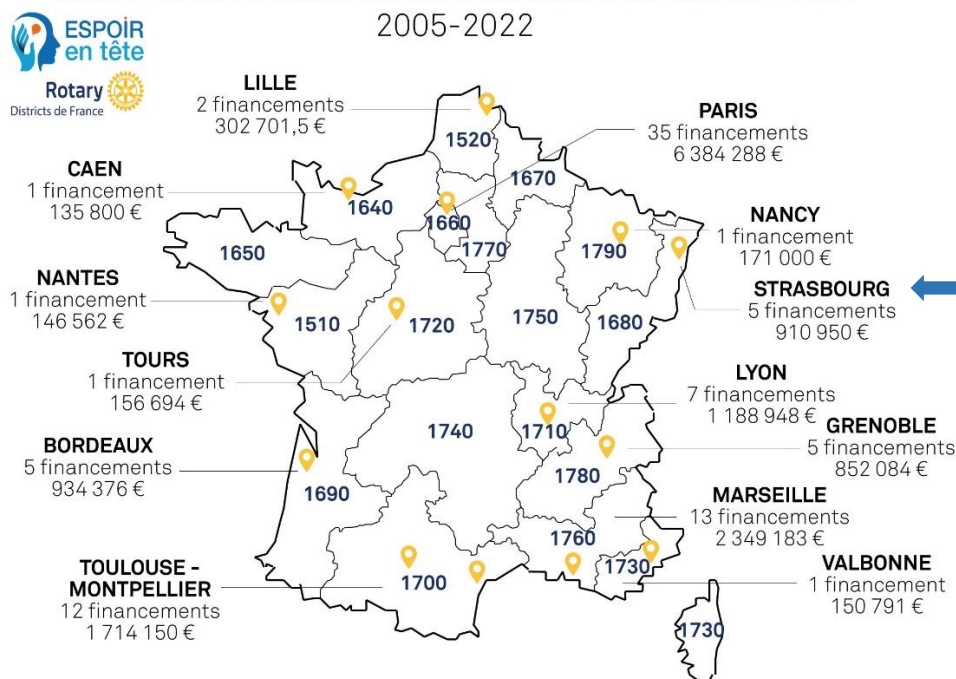 ESPOIR
en tête
Rotary
Districts de France
2005-2022
LILLE
2 financements
302 701,5 €
PARIS
35 financements
6 384 288 €
CAEN
1 financement
135 800 €
NANCY
1 financement
171 000 €
NANTES
1 financement
146 562 €
STRASBOURG
5 financements
910 950 €
TOURS
1 financement
156 694 €
LYON
7 financements
1 188 948 €
BORDEAUX
5 financements
934 376 €
GRENOBLE
5 financements
852 084 €
MARSEILLE
13 financements
2 349 183 €
TOULOUSE -
MONTPELLIER
12 financements
1 714 150 €
VALBONNE
1 financement
150 791 €
1520
1670
1640
1660
1650
1770
1790
1510
1720
1750
1680
1740
1710
1780
1690
1760
1700
1730
1730